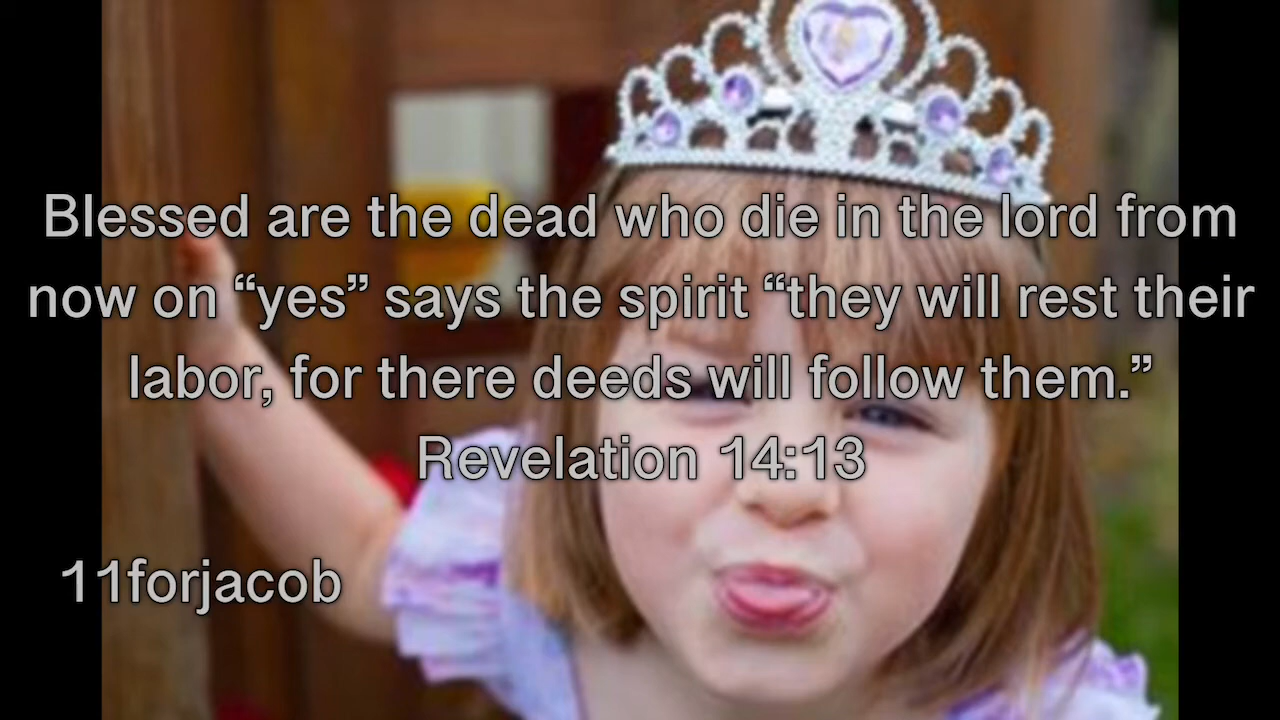 Blessed are the dead who die in the lord from
now on “yes” says the spirit “they will rest their
labor, for there deeds will follow them.”
Revelation 14:13
11forjacob